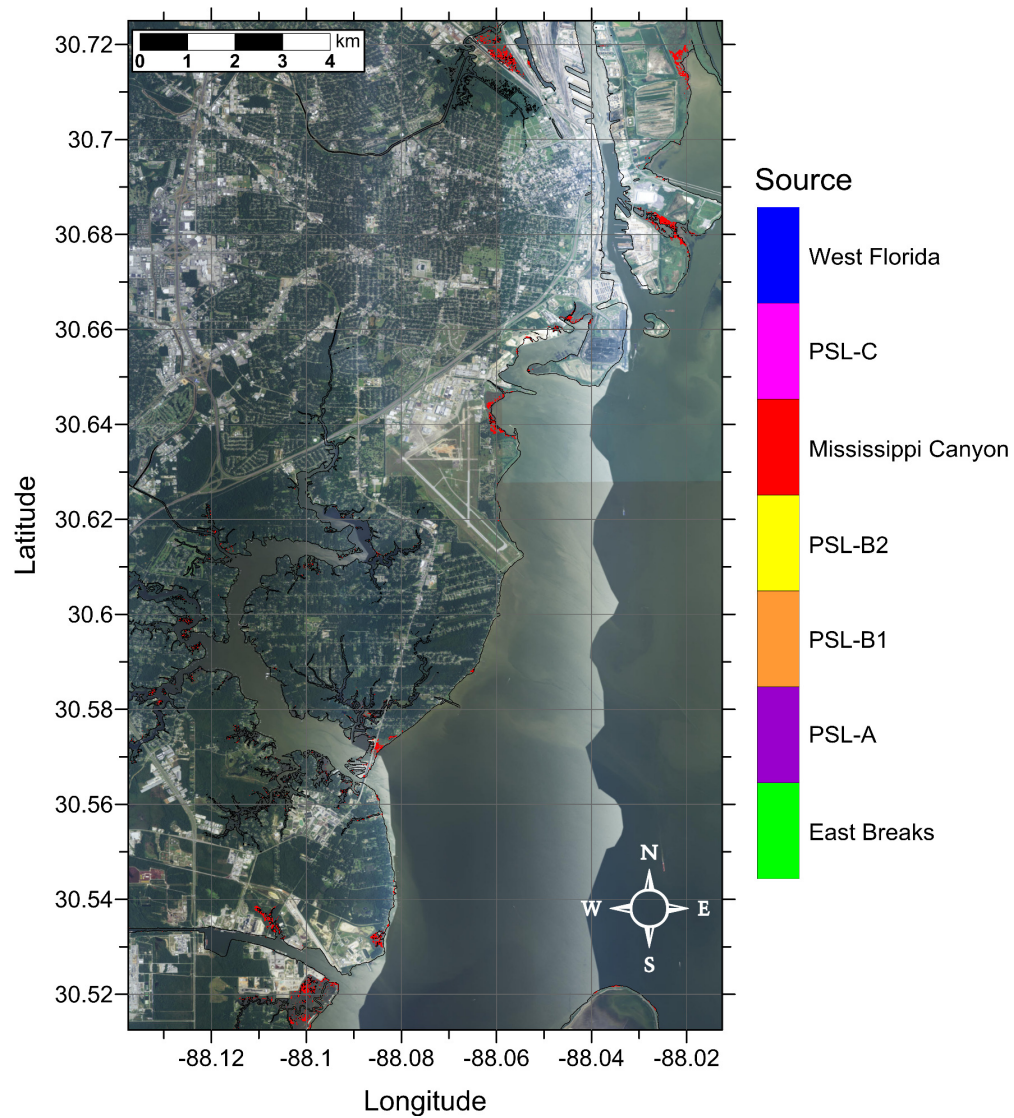 km
0 1 2 3 4
Source
West Florida
PSL-C
Mississippi Canyon
PSL-B2
PSL-B1
PSL-A
East Breaks
N
W E
S
Latitude
30.72
30.7
30.68
30.66
30.64
30.62
30.6
30.58
30.56
30.54
30.52
-88.12 -88.1 -88.08 -88.06 -88.04 -88.02
Longitude